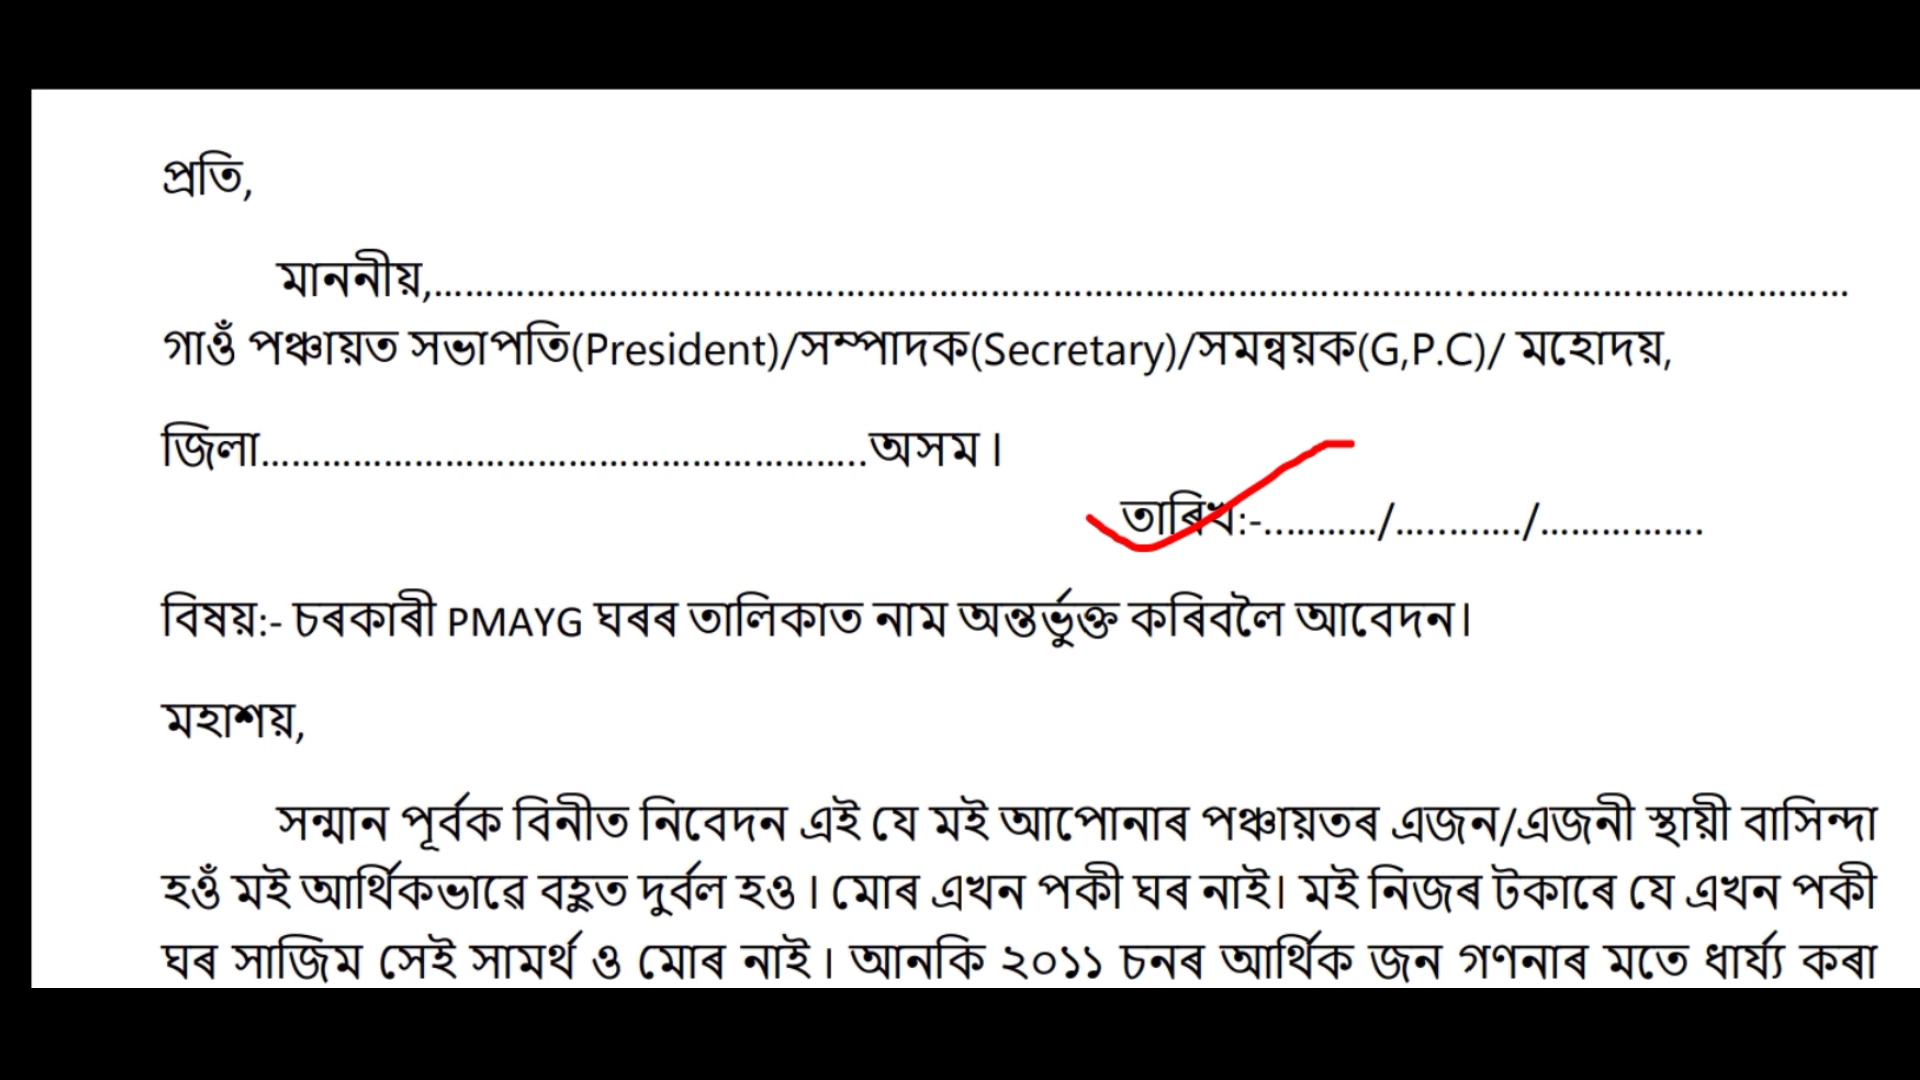 প্ৰতি,
মাননীয়,...........................................................................................................................
গাওঁ পঞ্চায়ত সভাপতি(President)/সম্পাদক(Secretary)/সমন্বয়ক(G,P.C)/ মহোদয়,
জিলা...........................................................অসম।
তাৰিখ:-.........../............/................
বিষয়:- চৰকাৰী PMAYG ঘৰৰ তালিকাত নাম অন্তৰ্ভুক্ত কৰিবলৈ আবেদন।
মহাশয়,
সন্মান পূৰ্বক বিনীত নিবেদন এই যে মই আপোনাৰ পঞ্চায়তৰ এজন/এজনী স্থায়ী বাসিন্দা
হওঁ মই আৰ্থিকভাৱে বহুত দুৰ্বল হও। মোৰ এখন পকী ঘৰ নাই। মই নিজৰ টকাৰে যে এখন পকী
ঘৰ সাজিম সেই সামৰ্থ ও মোৰ নাই। আনকি ২০১১ চনৰ আৰ্থিক জন গণনাৰ মতে ধাৰ্য্য কৰা